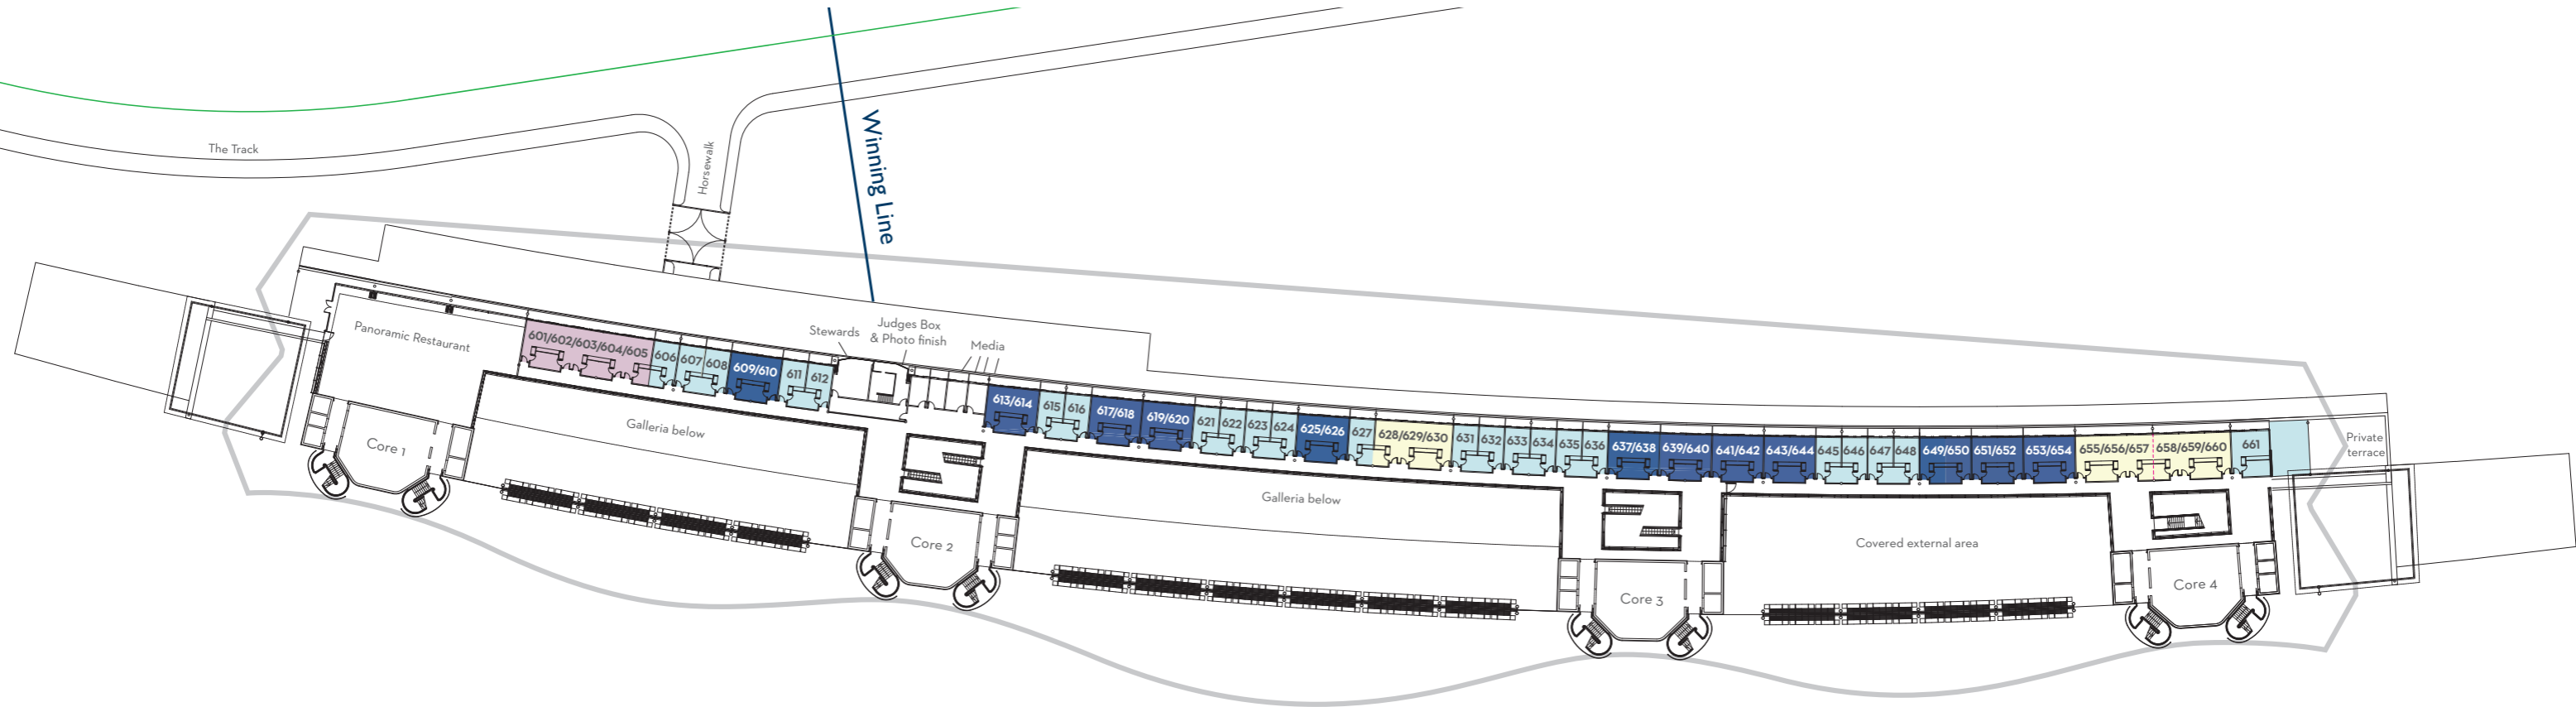 The Track
Horsewalk
Winning Line
Panoramic Restaurant
Stewards
Judges Box
& Photo finish
Media
601/602/603/604/605
606
607
608
609/610
611
612
613/614
615
616
617/618
619/620
621
622
623
624
625/626
627
628/629/630
631
632
633
634
635
636
637/638
639/640
641/642
643/644
645
646
647
648
649/650
651/652
653/654
655/656/657
658/659/660
661
Private
terrace
Galleria below
Galleria below
Covered external area
Core 1
Core 2
Core 3
Core 4